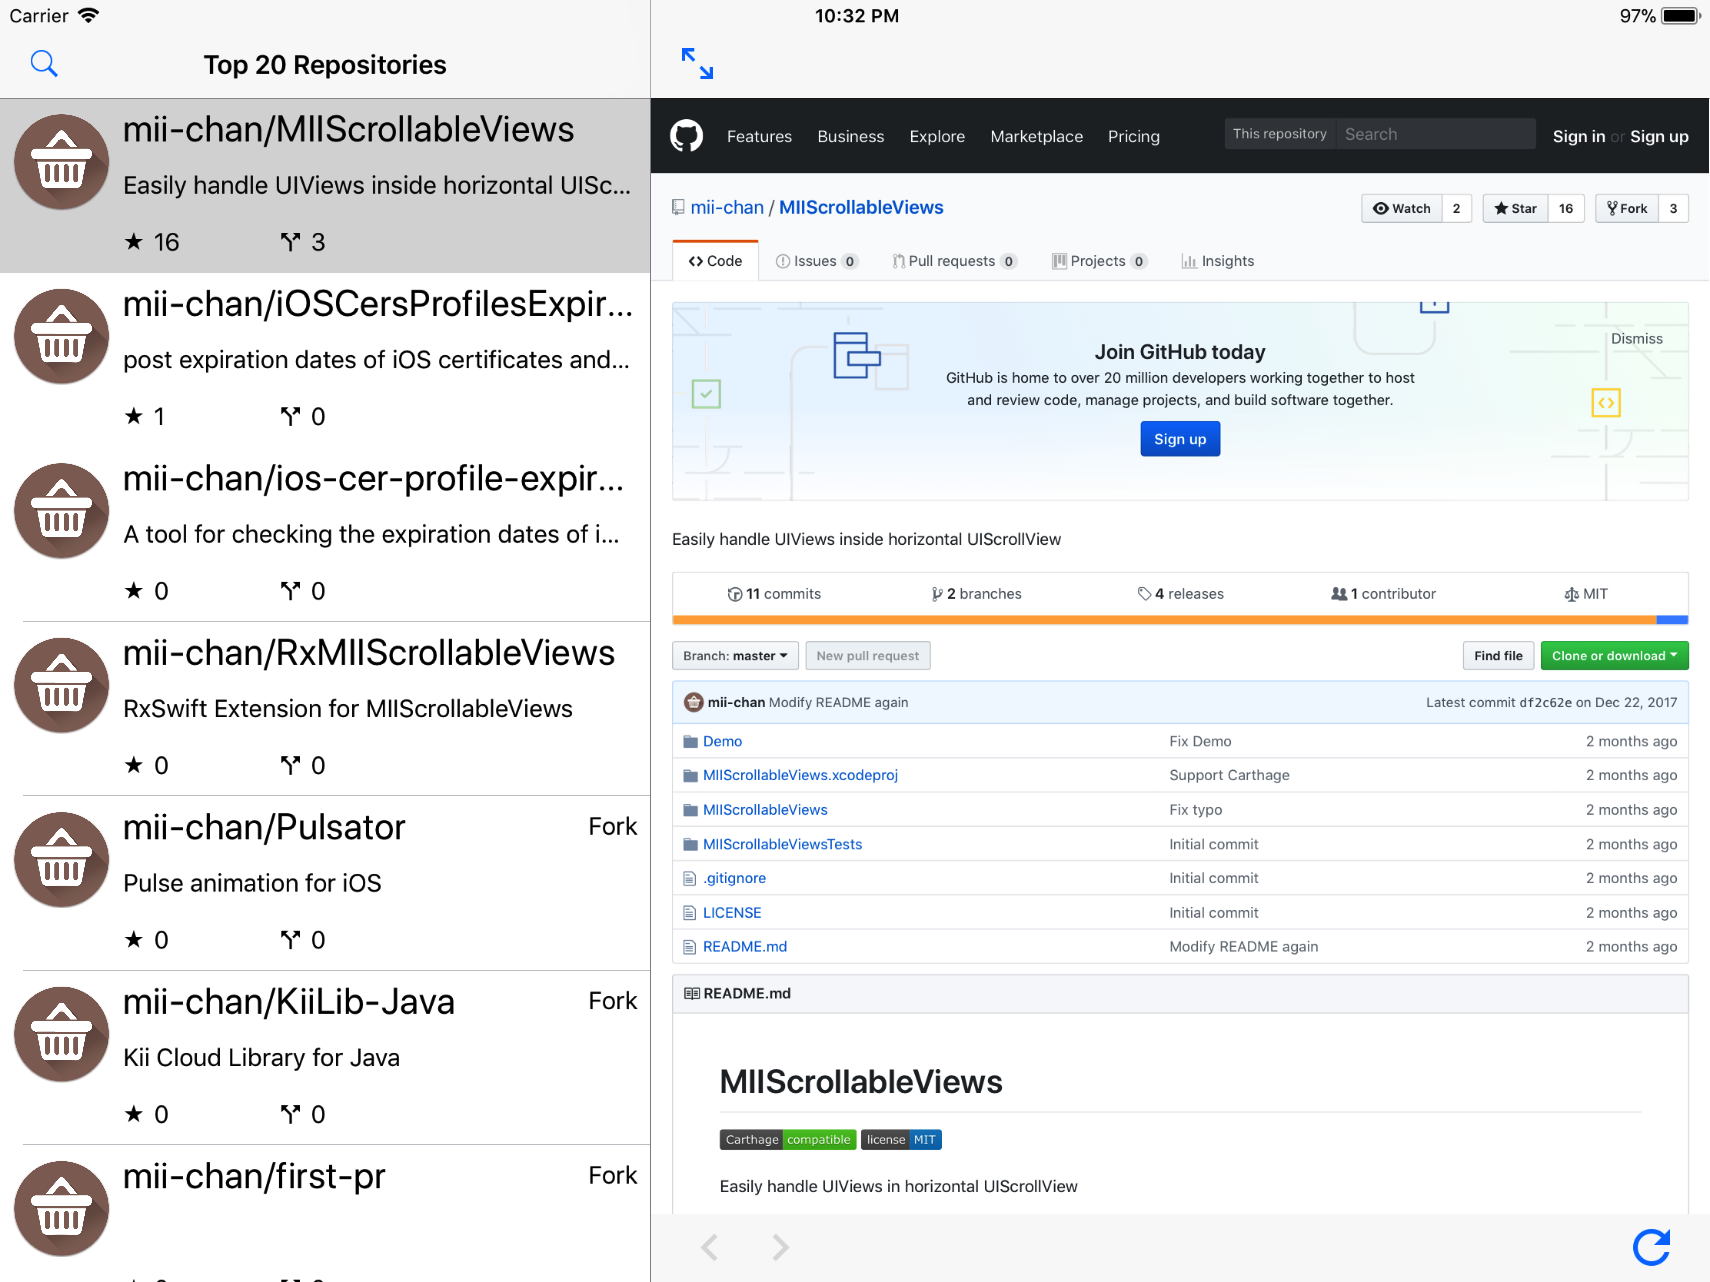 Carrier
10:32 PM
97%
Top 20 Repositories
mii-chan/MIIScrollableViews
Easily handle UIViews inside horizontal UISc...
★ 16 3
mii-chan/iOSCersProfilesExpir...
post expiration dates of iOS certificates and...
★ 1 0
mii-chan/ios-cer-profile-expir...
A tool for checking the expiration dates of i...
★ 0 0
mii-chan/RxMIIScrollableViews
RxSwift Extension for MIIScrollableViews
★ 0 0
mii-chan/Pulsator Fork
Pulse animation for iOS
★ 0 0
mii-chan/KiiLib-Java Fork
Kii Cloud Library for Java
★ 0 0
mii-chan/first-pr Fork
Features Business Explore Marketplace Pricing This repository Search Sign in or Sign up
mii-chan / MIIScrollableViews Watch 2 Star 16 Fork 3
Code Issues 0 Pull requests 0 Projects 0 Insights
Dismiss
Join GitHub today
GitHub is home to over 20 million developers working together to host
and review code, manage projects, and build software together.
Sign up
Easily handle UIViews inside horizontal UIScrollView
11 commits 2 branches 4 releases 1 contributor MIT
Branch: master New pull request Find file Clone or download
mii-chan Modify README again Latest commit df2c62e on Dec 22, 2017
Demo Fix Demo 2 months ago
MIIScrollableViews.xcodeproj Support Carthage 2 months ago
MIIScrollableViews Fix typo 2 months ago
MIIScrollableViewsTests Initial commit 2 months ago
.gitignore Initial commit 2 months ago
LICENSE Initial commit 2 months ago
README.md Modify README again 2 months ago
README.md
MIIScrollableViews
Carthage compatible license MIT
Easily handle UIViews in horizontal UIScrollView